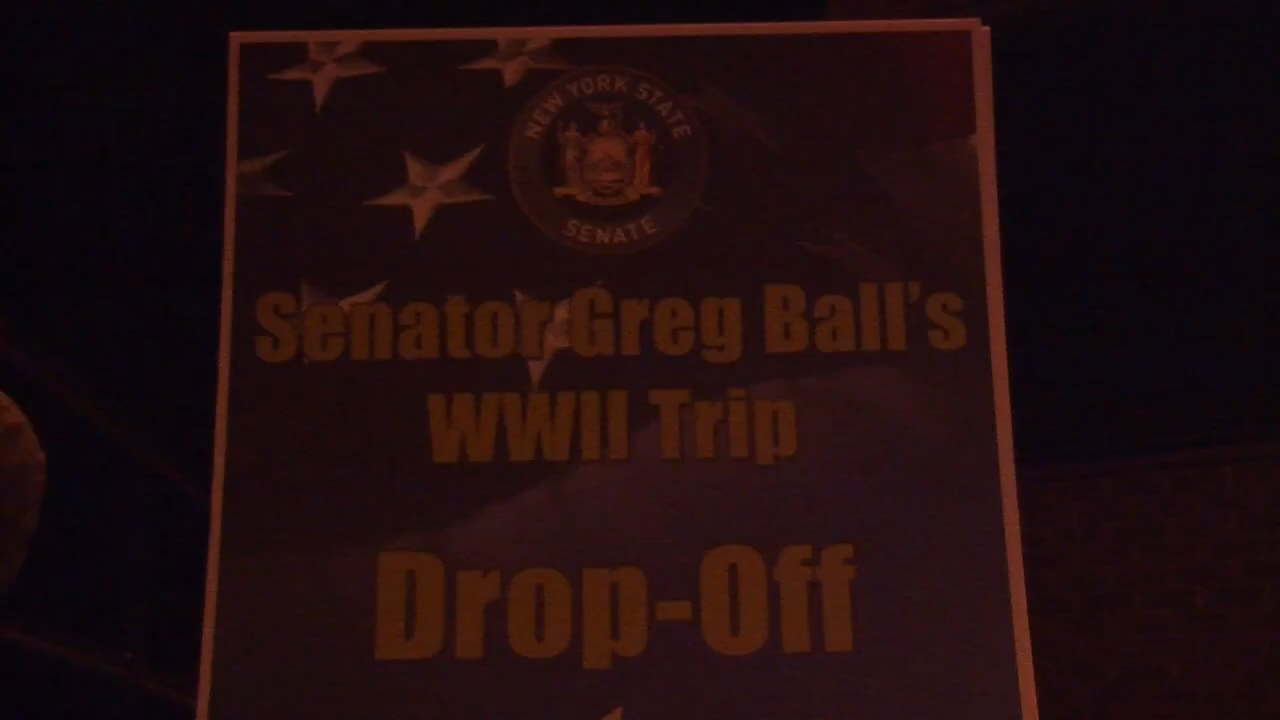 NEW YORK STATE
SENATE
Senator Greg Ball's
WWII Trip
Drop-Off